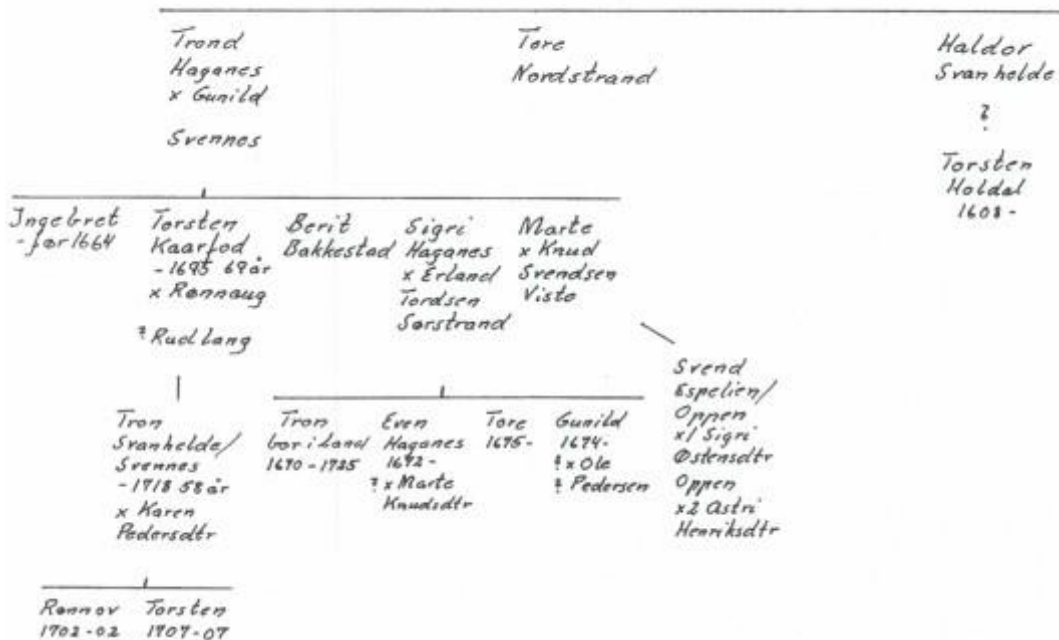 Trond
Haganes
x Gunild
Svennes
Tore
Nordstrand
Haldor
Svanhelde
?
Torsten
Holdal
1608-
Ingebret
- før 1664
Torsten
Kaarfod
- 1695 69 år
x Rønnaug
? Rud Lang
Berit
Bakkestad
Sigri
Haganes
x Erland
Tordsen
Sørstrand
Marte
x Knud
Svendsen
Visto
Tron
Svanhelde/
Svennes
- 1718 58 år
x Karen
Pedersdtr
Tron
bor i Land
1670-1725
Even
Haganes
1672-
? x Marte
Knudsdtr
Tore
1675-
Gunild
1674-
? x Ole
? Pedersen
Svend
Espelien/
Oppen
x1 Sigri
Østensdtr
Oppen
x2 Astri
Henriksdtr
Rønnov
1702-02
Torsten
1707-07